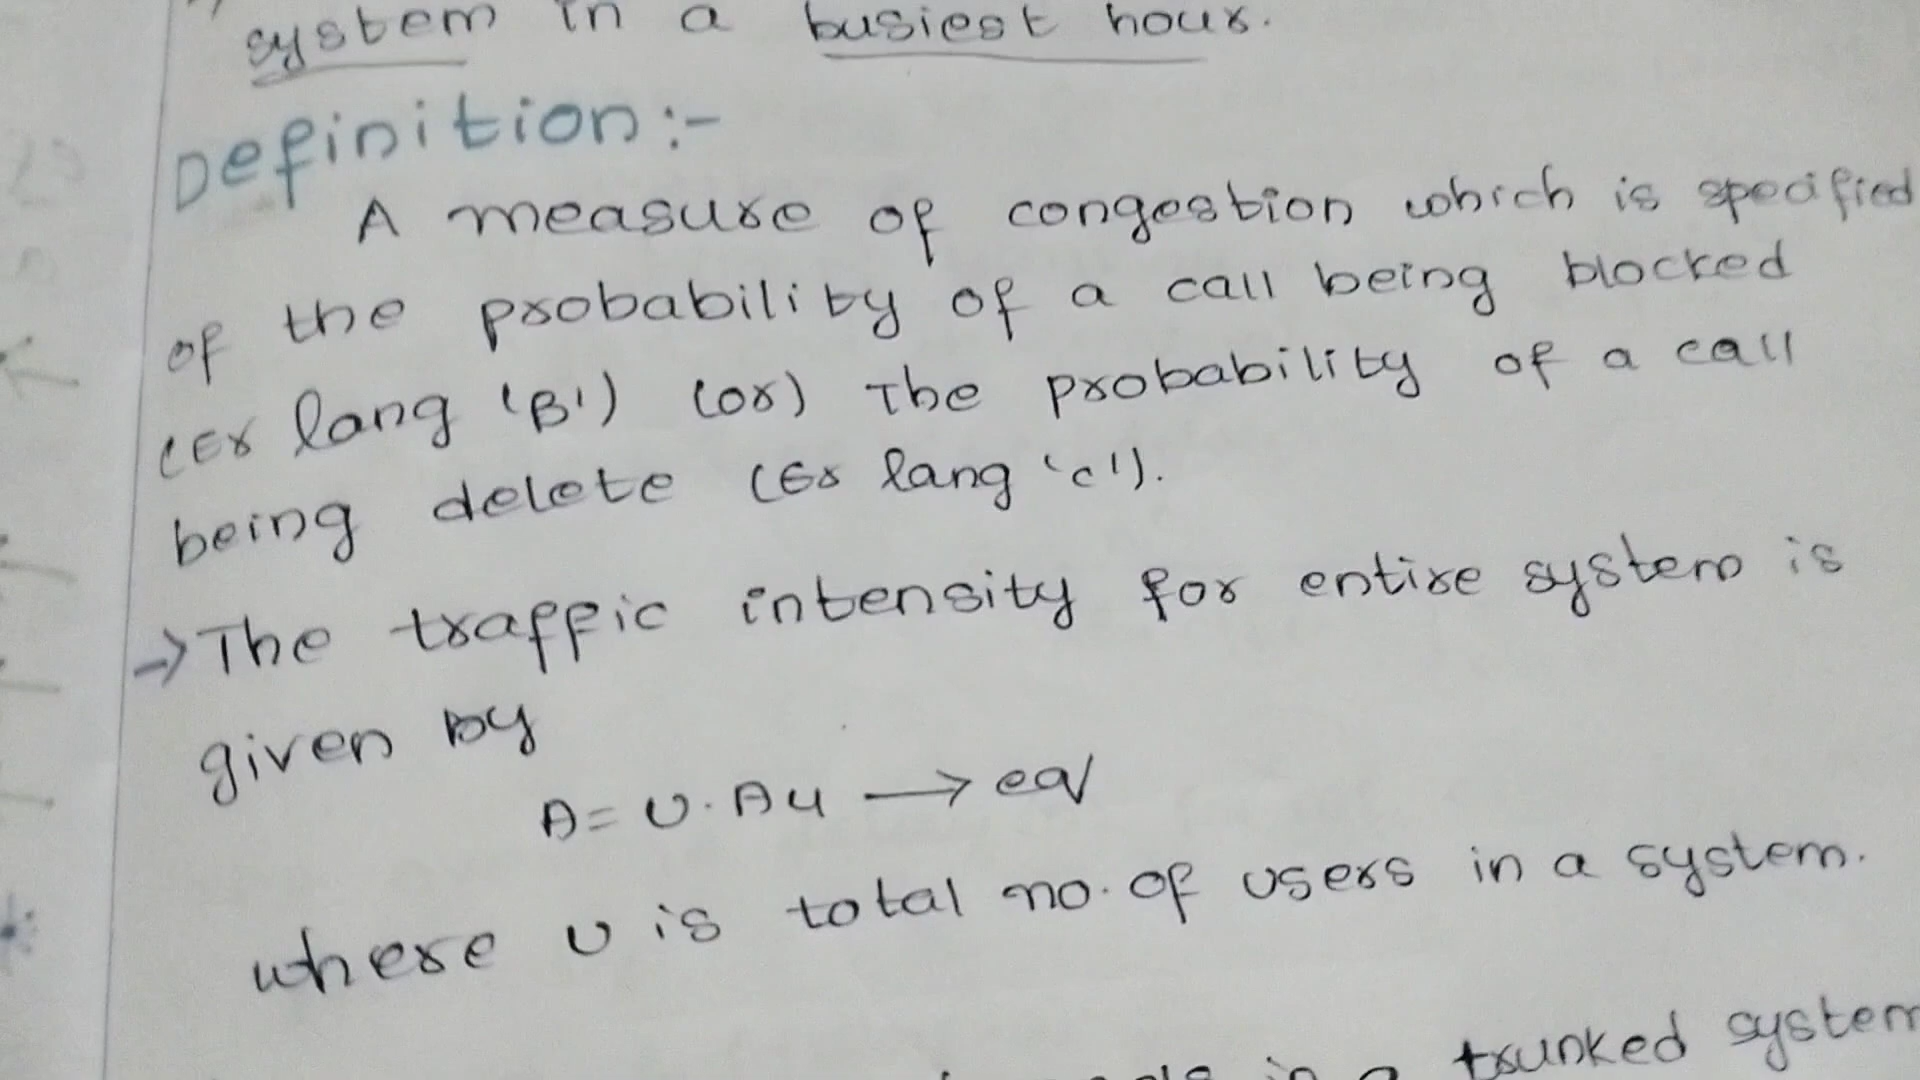 system in a busiest hour.
Definition:-
A measure of congestion which is specified
of the probability of a call being blocked
(Er lang 'B') (or) The probability of a call
being delete (Er lang 'c').
→ The traffic intensity for entire system is
given by
A = U. Au → eq
where U is total no. of users in a system.
in a trunked system